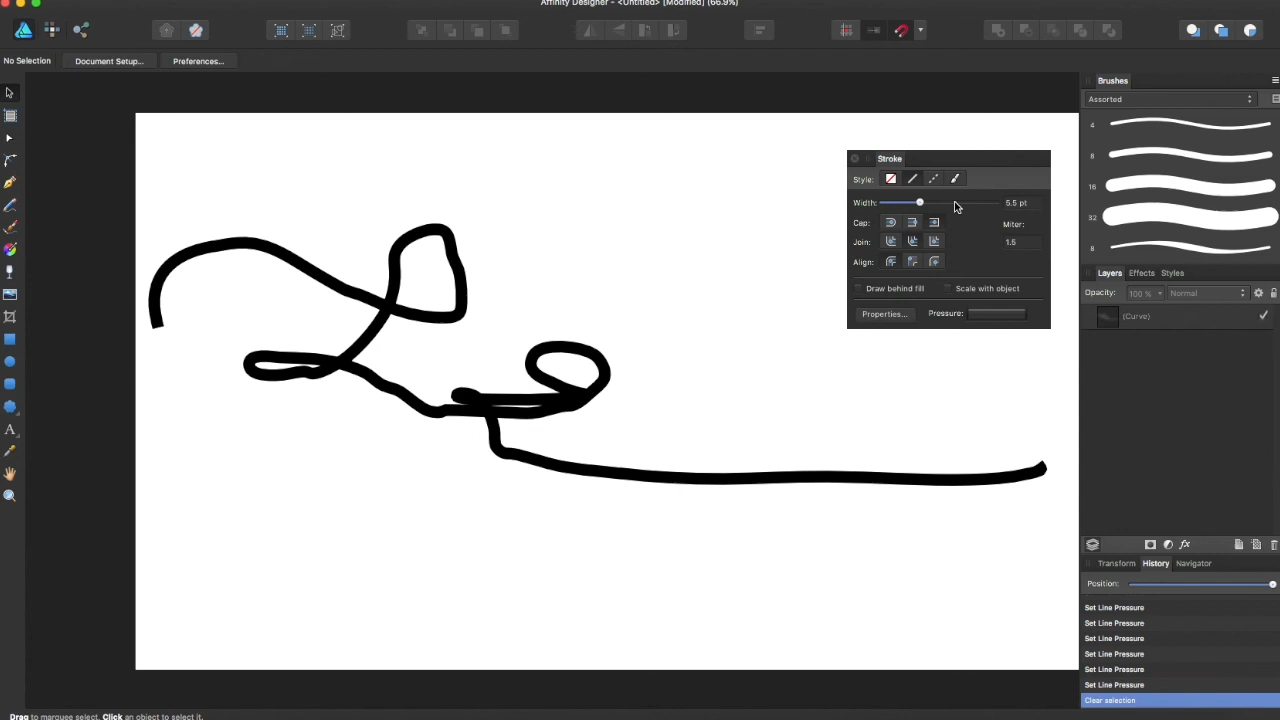 Affinity Designer - <Untitled> [Modified] (66.9%)
No Selection Document Setup... Preferences...
Brushes
Assorted
4
8
16
32
8
Stroke
Style:
Width: 5.5 pt
Cap: Miter:
Join: 1.5
Align:
Draw behind fill Scale with object
Properties... Pressure:
Layers Effects Styles
Opacity: 100 % Normal
(Curve)
fx
Transform History Navigator
Position:
Set Line Pressure
Set Line Pressure
Set Line Pressure
Set Line Pressure
Set Line Pressure
Set Line Pressure
Clear selection
Drag to marquee select. Click an object to select it.